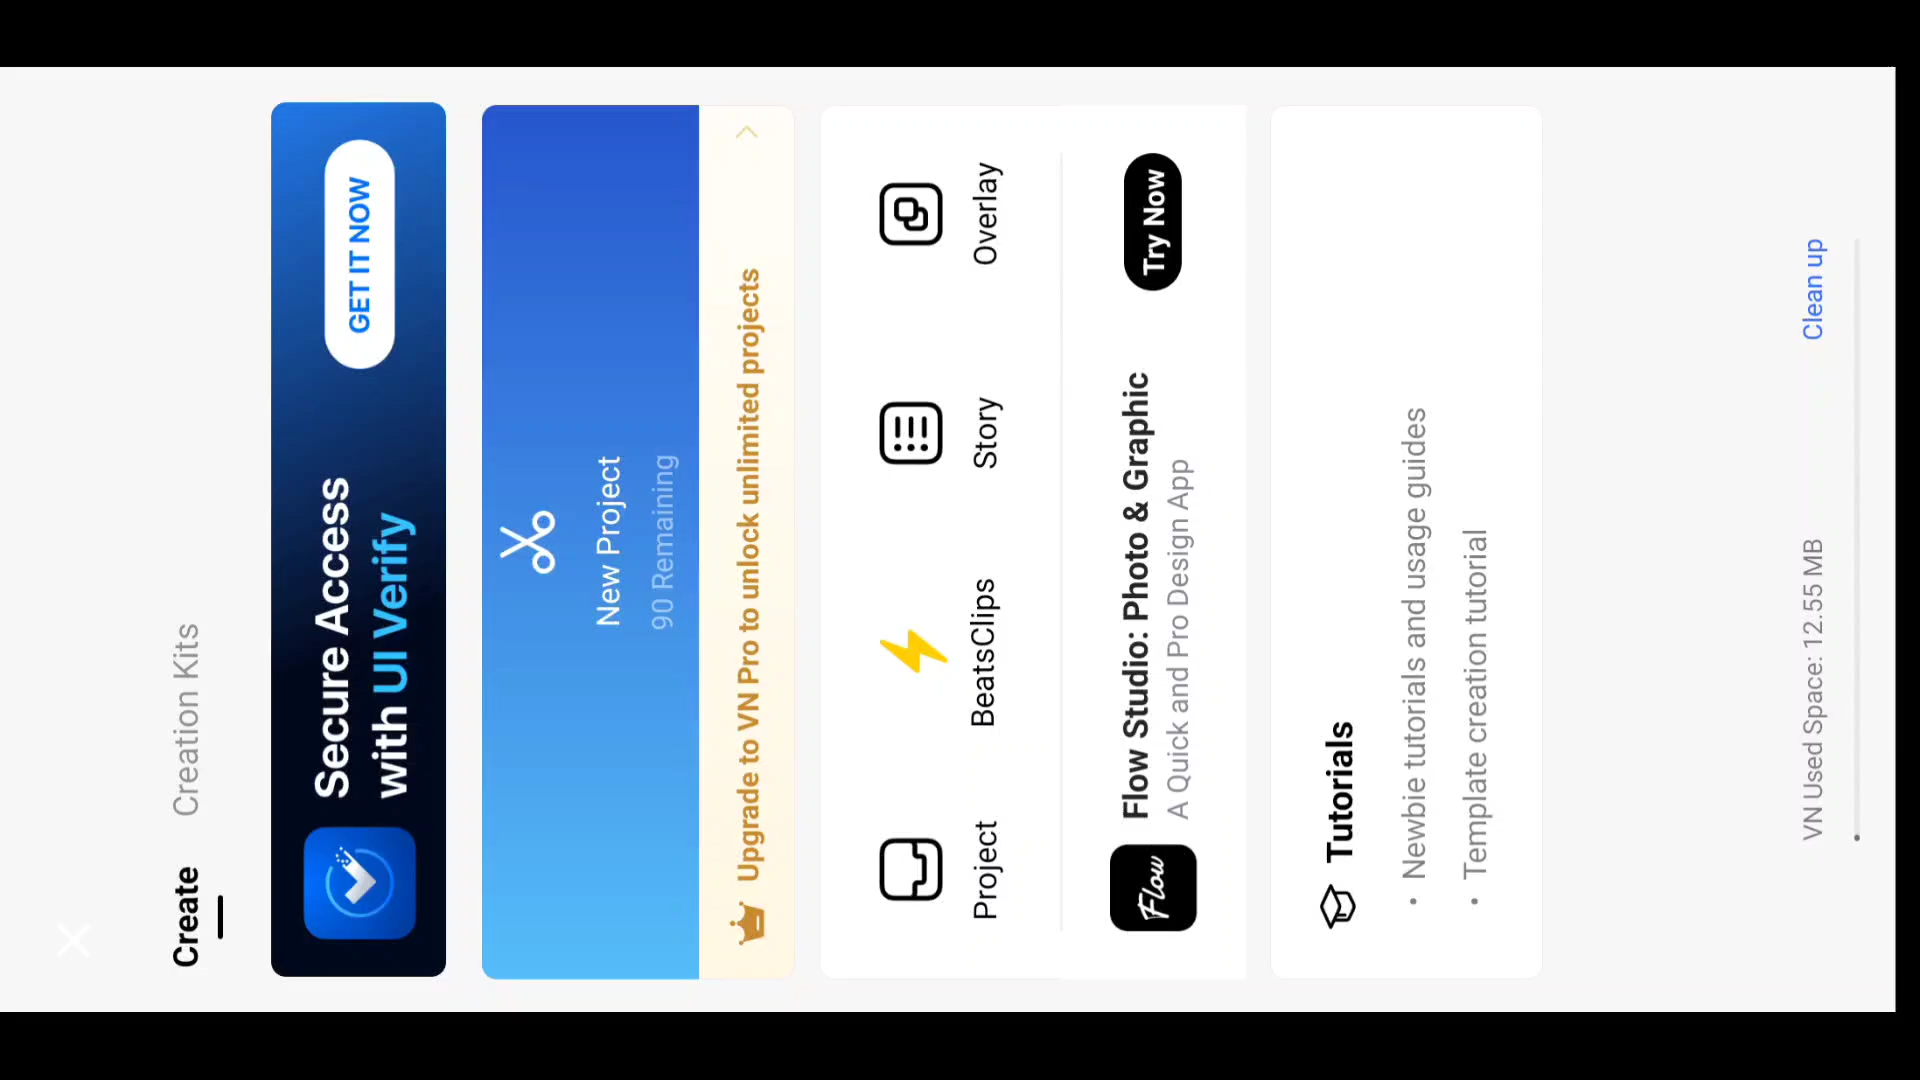 Create
Creation Kits
Secure Access
with UI Verify
GET IT NOW
New Project
90 Remaining
Upgrade to VN Pro to unlock unlimited projects
Project
BeatsClips
Story
Overlay
Flow
Flow Studio: Photo & Graphic
A Quick and Pro Design App
Try Now
Tutorials
• Newbie tutorials and usage guides
• Template creation tutorial
VN Used Space: 12.55 MB
Clean up